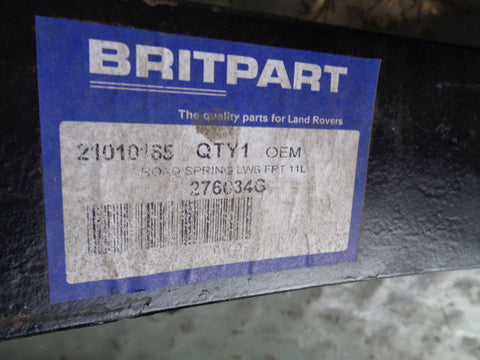 BRITPART
The quality parts for Land Rovers
21010165 QTY1 OEM
ROAD SPRING LWB FRT 11L
276034G